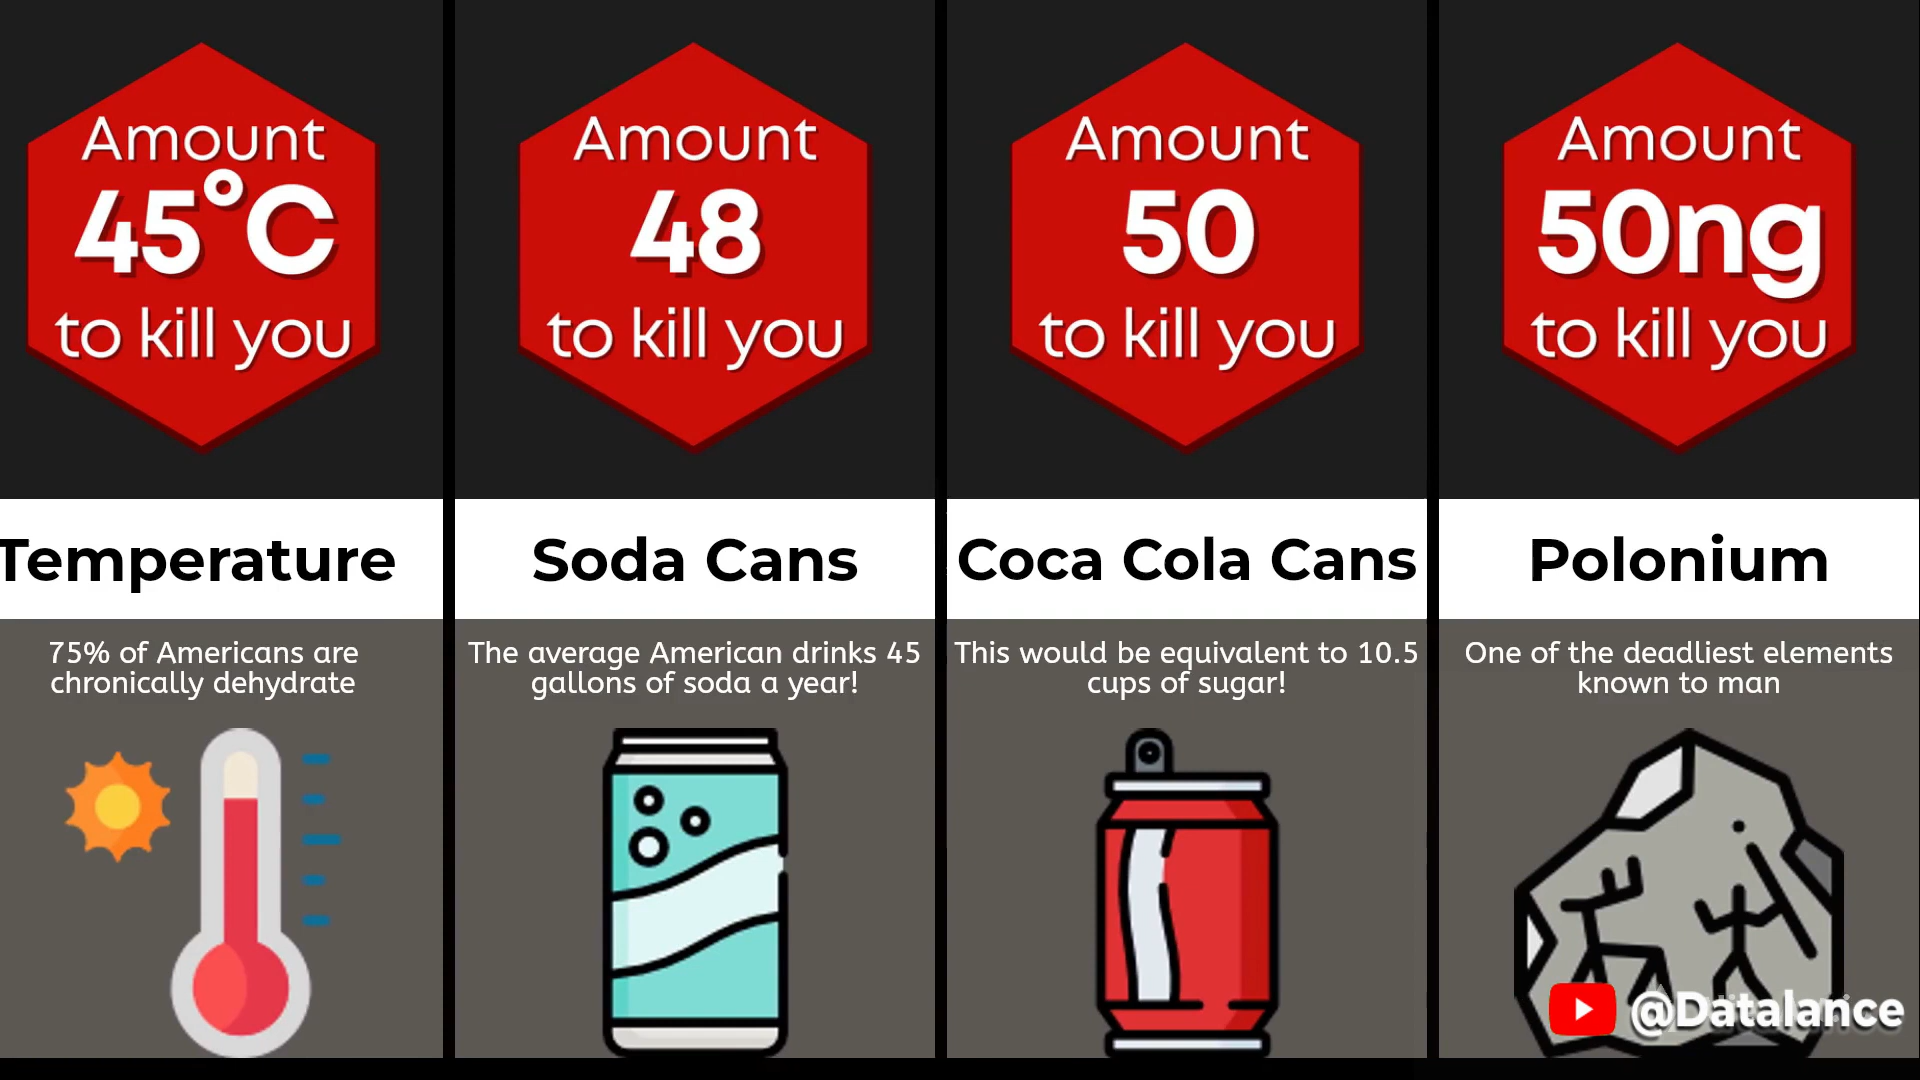 Amount
45°C
to kill you
Temperature
75% of Americans are
chronically dehydrate
Amount
48
to kill you
Soda Cans
The average American drinks 45
gallons of soda a year!
Amount
50
to kill you
Coca Cola Cans
This would be equivalent to 10.5
cups of sugar!
Amount
50ng
to kill you
Polonium
One of the deadliest elements
known to man
@Datalance